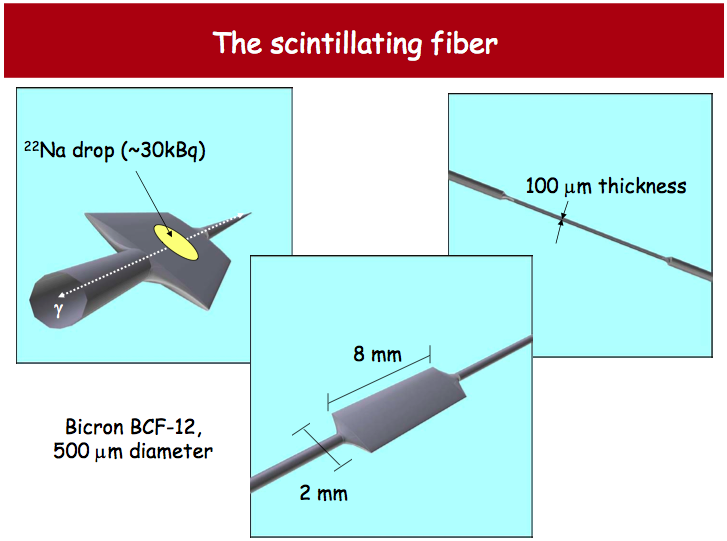 The scintillating fiber
²²Na drop (~30kBq)
γ
100 μm thickness
8 mm
2 mm
Bicron BCF-12,
500 μm diameter